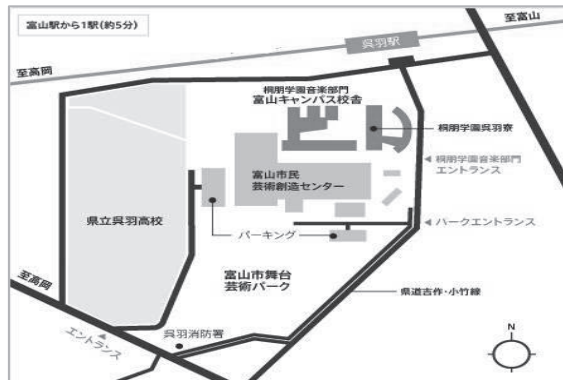 富山駅から1駅(約5分)
至富山
呉羽駅
至高岡
桐朋学園音楽部門
富山キャンパス校舎
桐朋学園呉羽寮
桐朋学園音楽部門
エントランス
富山市民
芸術創造センター
県立呉羽高校
パーキング
パークエントランス
富山市舞台
芸術パーク
至高岡
県道古作・小竹線
エントランス
呉羽消防署
N